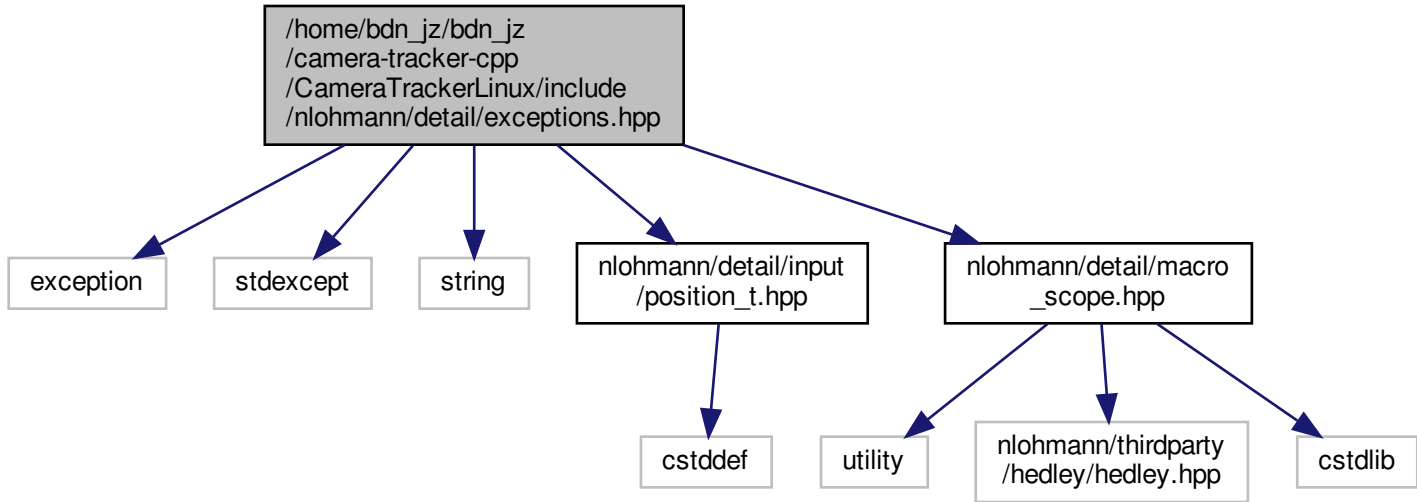 /home/bdn_jz/bdn_jz
/camera-tracker-cpp
/CameraTrackerLinux/include
/nlohmann/detail/exceptions.hpp
exception
stdexcept
string
nlohmann/detail/input
/position_t.hpp
nlohmann/detail/macro
_scope.hpp
cstddef
utility
nlohmann/thirdparty
/hedley/hedley.hpp
cstdlib